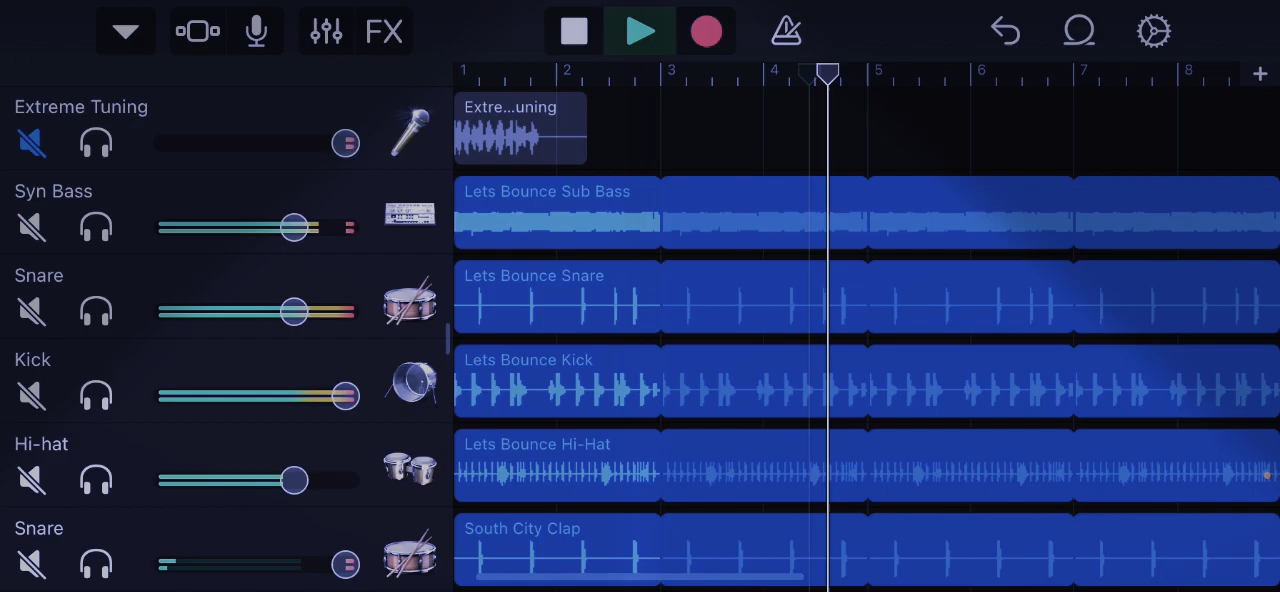 FX
1 2 3 4 5 6 7 8 +
Extreme Tuning
Extre...uning
Syn Bass
Lets Bounce Sub Bass
Snare
Lets Bounce Snare
Kick
Lets Bounce Kick
Hi-hat
Lets Bounce Hi-Hat
Snare
South City Clap